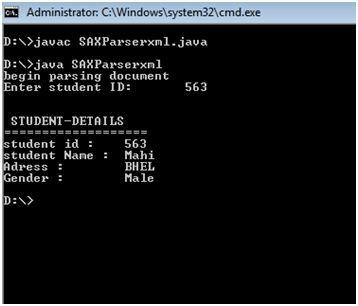 Administrator: C:\Windows\system32\cmd.exe
D:\>javac SAXParserxml.java
D:\>java SAXParserxml
begin parsing document
Enter student ID: 563
STUDENT-DETAILS
===================
student id : 563
student Name : Mahi
Adress : BHEL
Gender : Male
D:\>